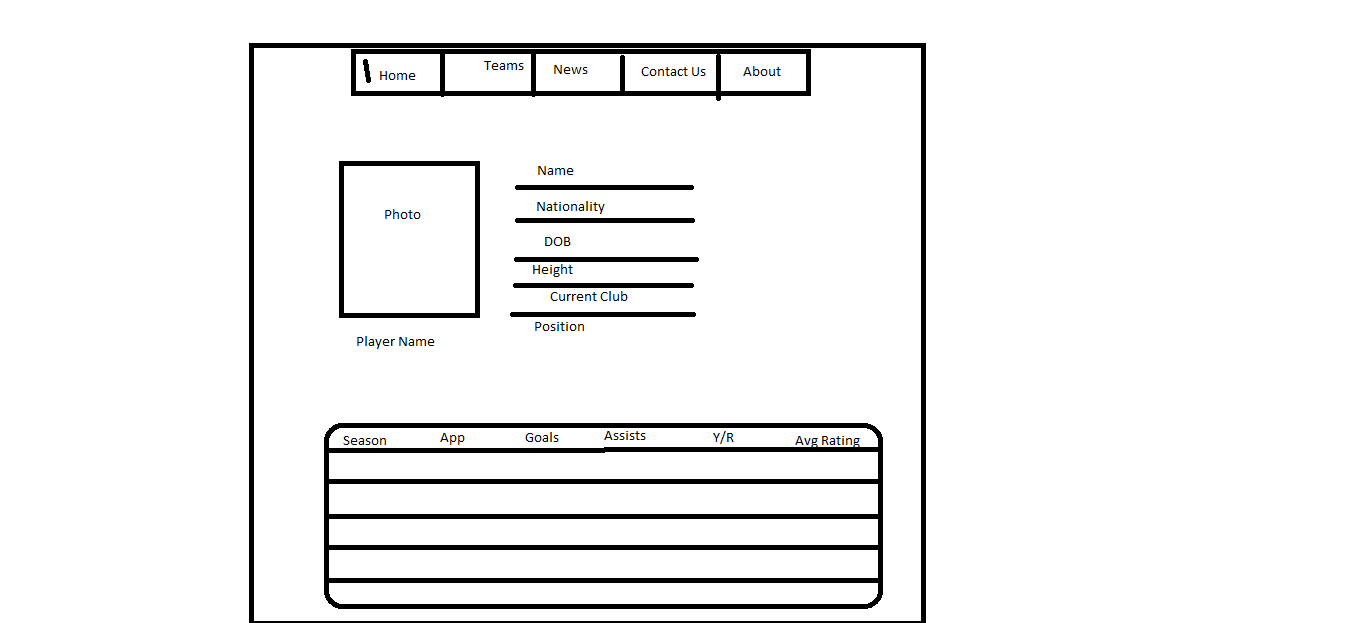 Home Teams News Contact Us About
Photo
Player Name
Name
Nationality
DOB
Height
Current Club
Position
Season App Goals Assists Y/R Avg Rating